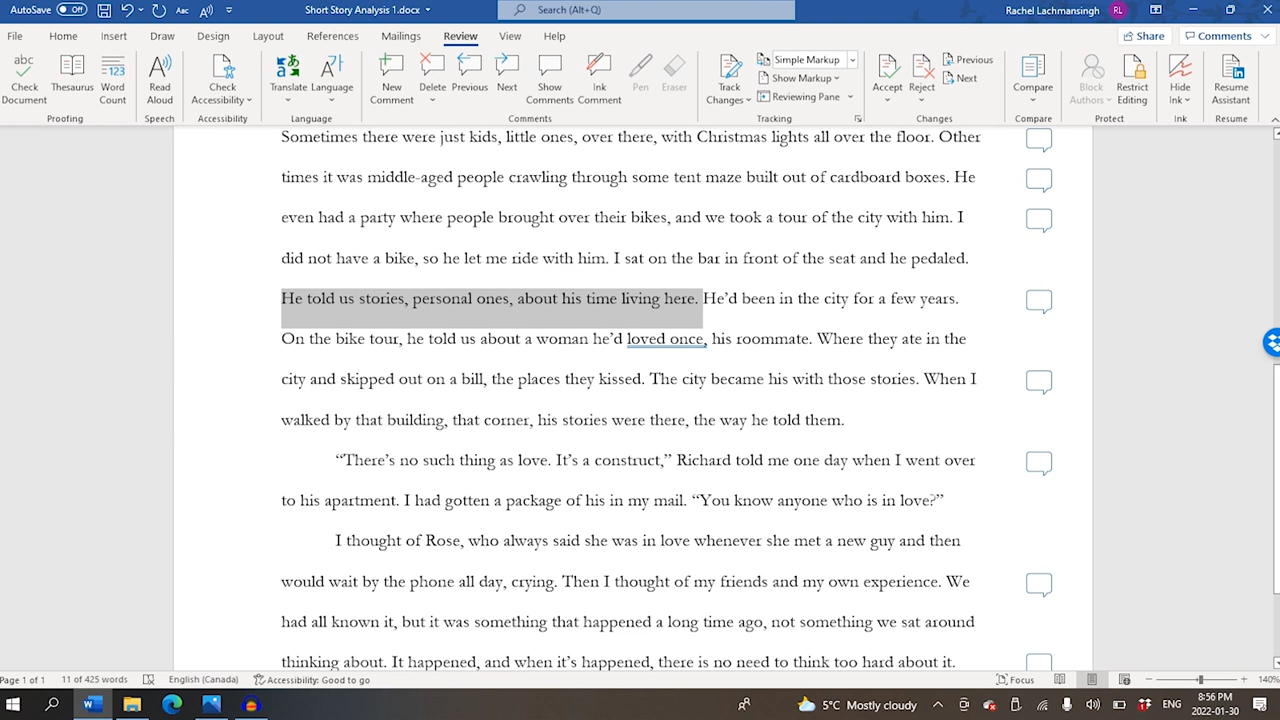 AutoSave Off Short Story Analysis 1.docx Search (Alt+Q) Rachel Lachmansingh RL
File Home Insert Draw Design Layout References Mailings Review View Help Share Comments
abc
123
Check Document Thesaurus Word Count Read Aloud Check Accessibility Translate Language New Comment Delete Previous Next Show Comments Ink Comment Pen Eraser Track Changes Simple Markup Show Markup Reviewing Pane Accept Reject Previous Next Compare Block Authors Restrict Editing Hide Ink Resume Assistant
Proofing Speech Accessibility Language Comments Tracking Changes Compare Protect Ink Resume
Sometimes there were just kids, little ones, over there, with Christmas lights all over the floor. Other
times it was middle-aged people crawling through some tent maze built out of cardboard boxes. He
even had a party where people brought over their bikes, and we took a tour of the city with him. I
did not have a bike, so he let me ride with him. I sat on the bar in front of the seat and he pedaled.
He told us stories, personal ones, about his time living here. He’d been in the city for a few years.
On the bike tour, he told us about a woman he’d loved once, his roommate. Where they ate in the
city and skipped out on a bill, the places they kissed. The city became his with those stories. When I
walked by that building, that corner, his stories were there, the way he told them.
“There’s no such thing as love. It’s a construct,” Richard told me one day when I went over
to his apartment. I had gotten a package of his in my mail. “You know anyone who is in love?”
I thought of Rose, who always said she was in love whenever she met a new guy and then
would wait by the phone all day, crying. Then I thought of my friends and my own experience. We
had all known it, but it was something that happened a long time ago, not something we sat around
thinking about. It happened, and when it’s happened, there is no need to think too hard about it.
Page 1 of 1 11 of 425 words English (Canada) Accessibility: Good to go Focus 140%
5°C Mostly cloudy ENG 8:56 PM
2022-01-30